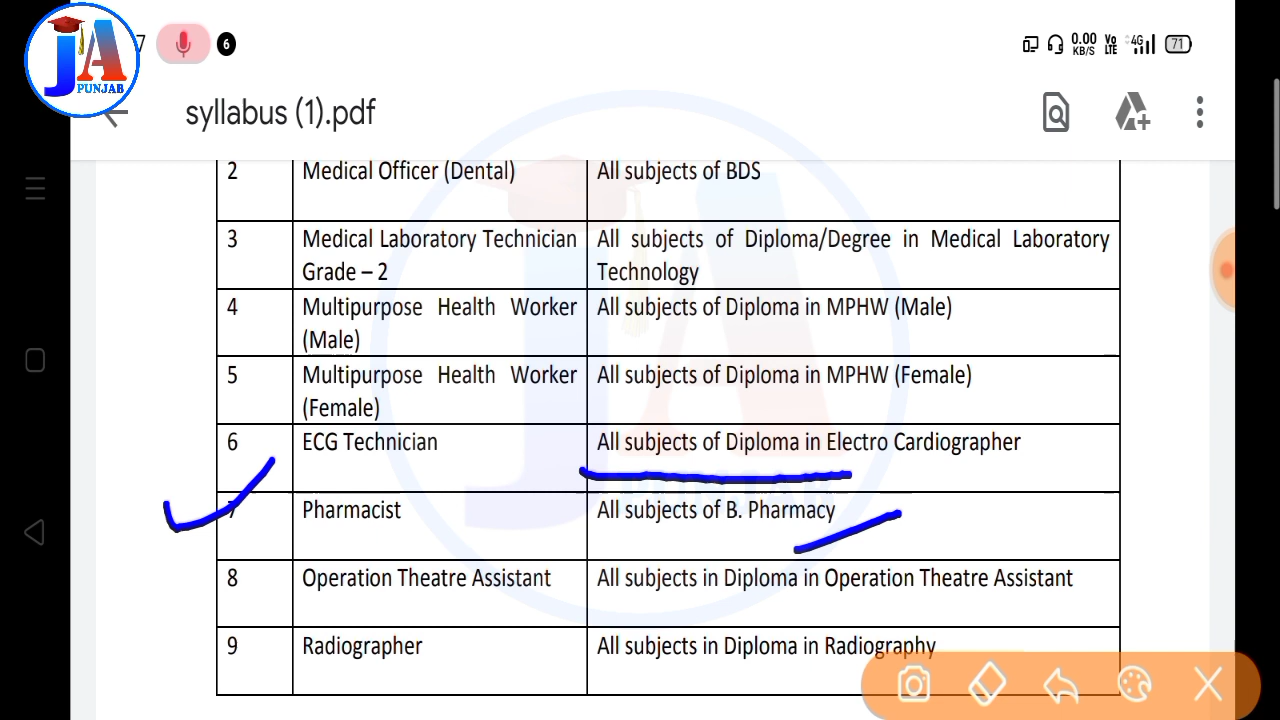 JA
PUNJAB
7
6
0.00
KB/S
Vo
LTE
4G
71
syllabus (1).pdf
2 Medical Officer (Dental) All subjects of BDS
3 Medical Laboratory Technician All subjects of Diploma/Degree in Medical Laboratory
Grade – 2 Technology
4 Multipurpose Health Worker All subjects of Diploma in MPHW (Male)
(Male)
5 Multipurpose Health Worker All subjects of Diploma in MPHW (Female)
(Female)
6 ECG Technician All subjects of Diploma in Electro Cardiographer
7 Pharmacist All subjects of B. Pharmacy
8 Operation Theatre Assistant All subjects in Diploma in Operation Theatre Assistant
9 Radiographer All subjects in Diploma in Radiography